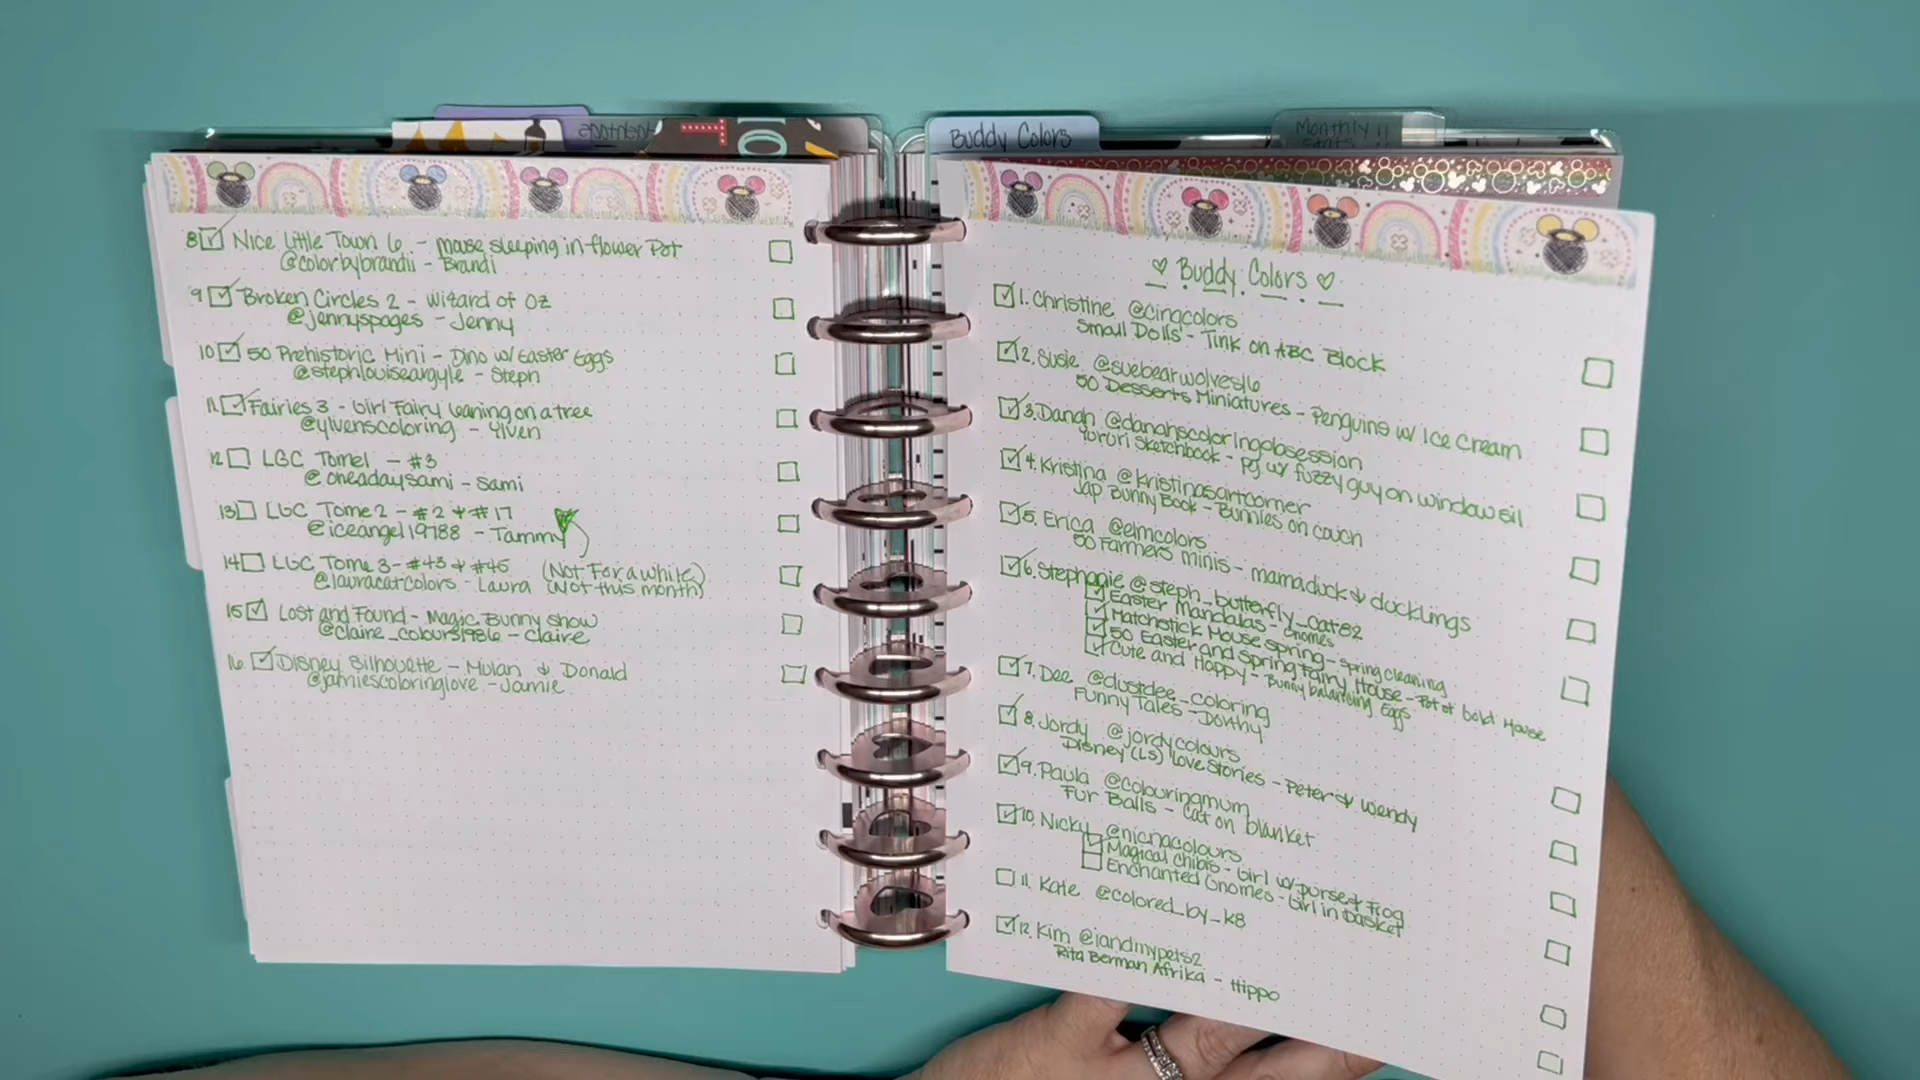 Buddy Colors
Monthly
8 Nice Little Town 6 - mouse sleeping in flower Pot
@colorbybrandii - Brandi
9 Broken Circles 2 - Wizard of Oz
@jennyspages - Jenny
10 50 Prehistoric Mini - Dino w/ Easter Eggs
@stephlouiseargyle - Steph
11. Fairies 3 - Girl Fairy leaning on a tree
@ylvenscoloring - Ylven
12 LGC Tome 1 - #3
@oneadaysami - Sami
13 LGC Tome 2 - #2 & #17
@iceangel19788 - Tammy
14 LGC Tome 3 - #43 & #45 (Not For a while)
@lauracatcolors - Laura (Not this month)
15 Lost and Found - Magic Bunny show
@claire_colours1986 - Claire
16. Disney Silhouette - Mulan & Donald
@jamiescoloringlove - Jamie
♡ Buddy Colors ♡
1. Christine @cingcolors
Small Dolls - Tink on ABC Block
2. Susie @suebearwolves16
50 Desserts Miniatures - Penguins w/ Ice Cream
3. Danah @danahscoloringobsession
Yururi Sketchbook - pg w/ fuzzy guy on windowsil
4. Kristina @kristinasartcorner
Jap Bunny Book - Bunnies on couch
5. Erica @elmcolors
50 Farmers minis - mama duck & ducklings
6. Stephanie @steph_butterfly_cat82
Easter Mandalas - Gnomes
Matchstick Mouse Spring - Spring cleaning
50 Easter and Spring Fairy House - Pot of Gold House
Cute and Happy - Bunny balancing Eggs
7. Dee @dustdee_coloring
Funny Tales - Dorthy
8. Jordy @jordycolours
Disney (LS) Love Stories - Peter & Wendy
9. Paula @colouringmum
Fur Balls - Cat on blanket
10. Nicky @nicnacolours
Magical Chibis - Girl w/ purse & Frog
Enchanted Gnomes - Girl in basket
11. Kate @colored_by_k8
12. Kim @iandmypets2
Rita Berman Afrika - Hippo